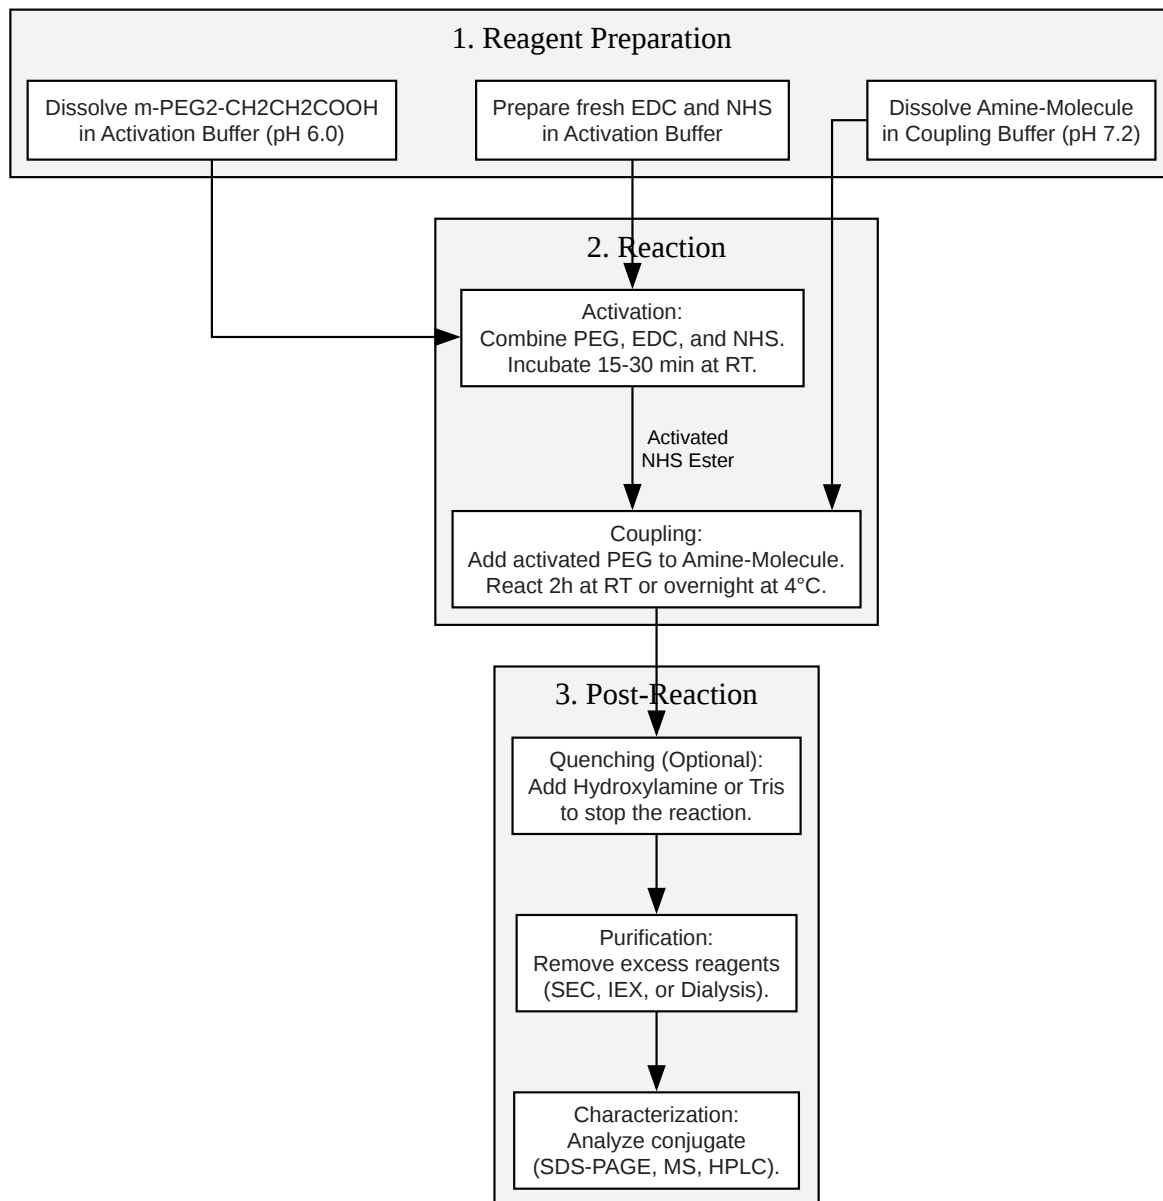 1. Reagent Preparation
Dissolve m-PEG2-CH2CH2COOH
in Activation Buffer (pH 6.0)
Prepare fresh EDC and NHS
in Activation Buffer
Dissolve Amine-Molecule
in Coupling Buffer (pH 7.2)
2. Reaction
Activation:
Combine PEG, EDC, and NHS.
Incubate 15-30 min at RT.
Activated
NHS Ester
Coupling:
Add activated PEG to Amine-Molecule.
React 2h at RT or overnight at 4°C.
3. Post-Reaction
Quenching (Optional):
Add Hydroxylamine or Tris
to stop the reaction.
Purification:
Remove excess reagents
(SEC, IEX, or Dialysis).
Characterization:
Analyze conjugate
(SDS-PAGE, MS, HPLC).